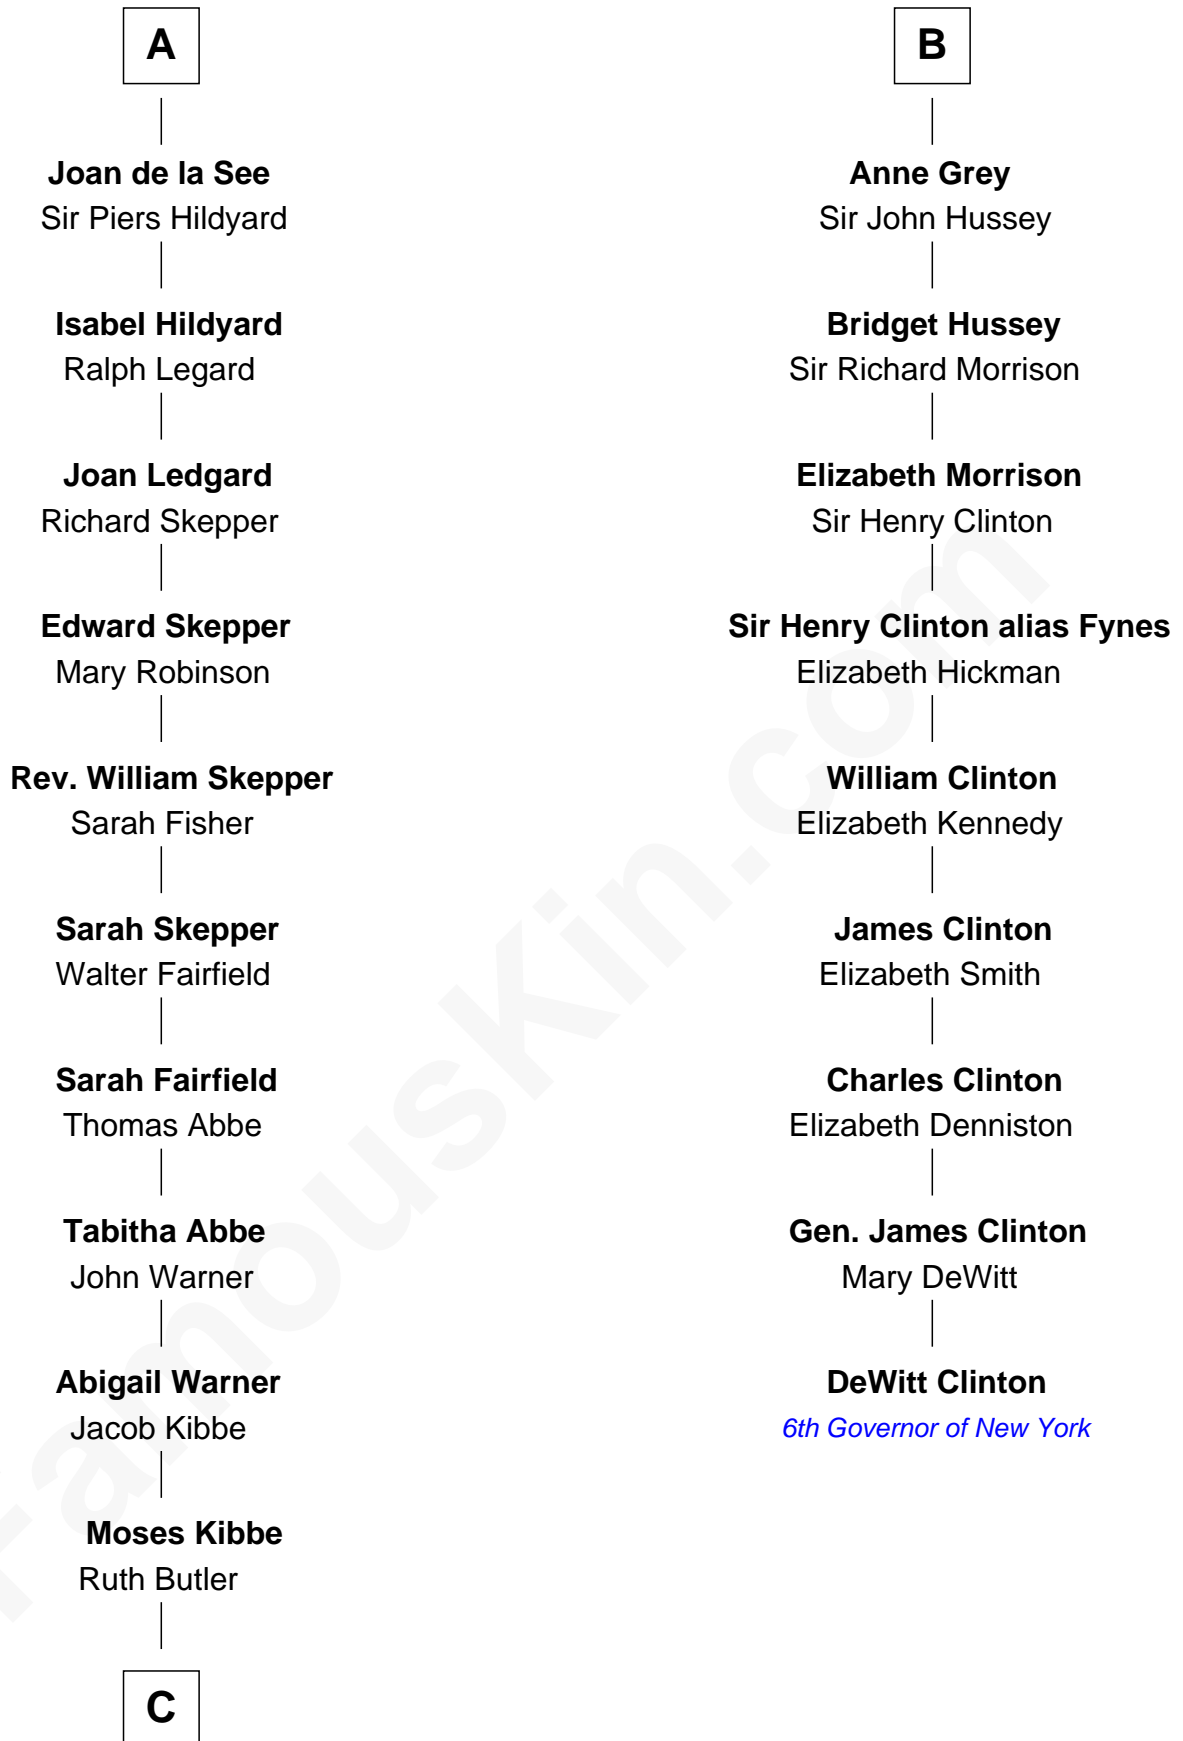 A
Joan de la See
Sir Piers Hildyard
Isabel Hildyard
Ralph Legard
Joan Ledgard
Richard Skepper
Edward Skepper
Mary Robinson
Rev. William Skepper
Sarah Fisher
Sarah Skepper
Walter Fairfield
Sarah Fairfield
Thomas Abbe
Tabitha Abbe
John Warner
Abigail Warner
Jacob Kibbe
Moses Kibbe
Ruth Butler
C
B
Anne Grey
Sir John Hussey
Bridget Hussey
Sir Richard Morrison
Elizabeth Morrison
Sir Henry Clinton
Sir Henry Clinton alias Fynes
Elizabeth Hickman
William Clinton
Elizabeth Kennedy
James Clinton
Elizabeth Smith
Charles Clinton
Elizabeth Denniston
Gen. James Clinton
Mary DeWitt
DeWitt Clinton
6th Governor of New York
FamousKin.com